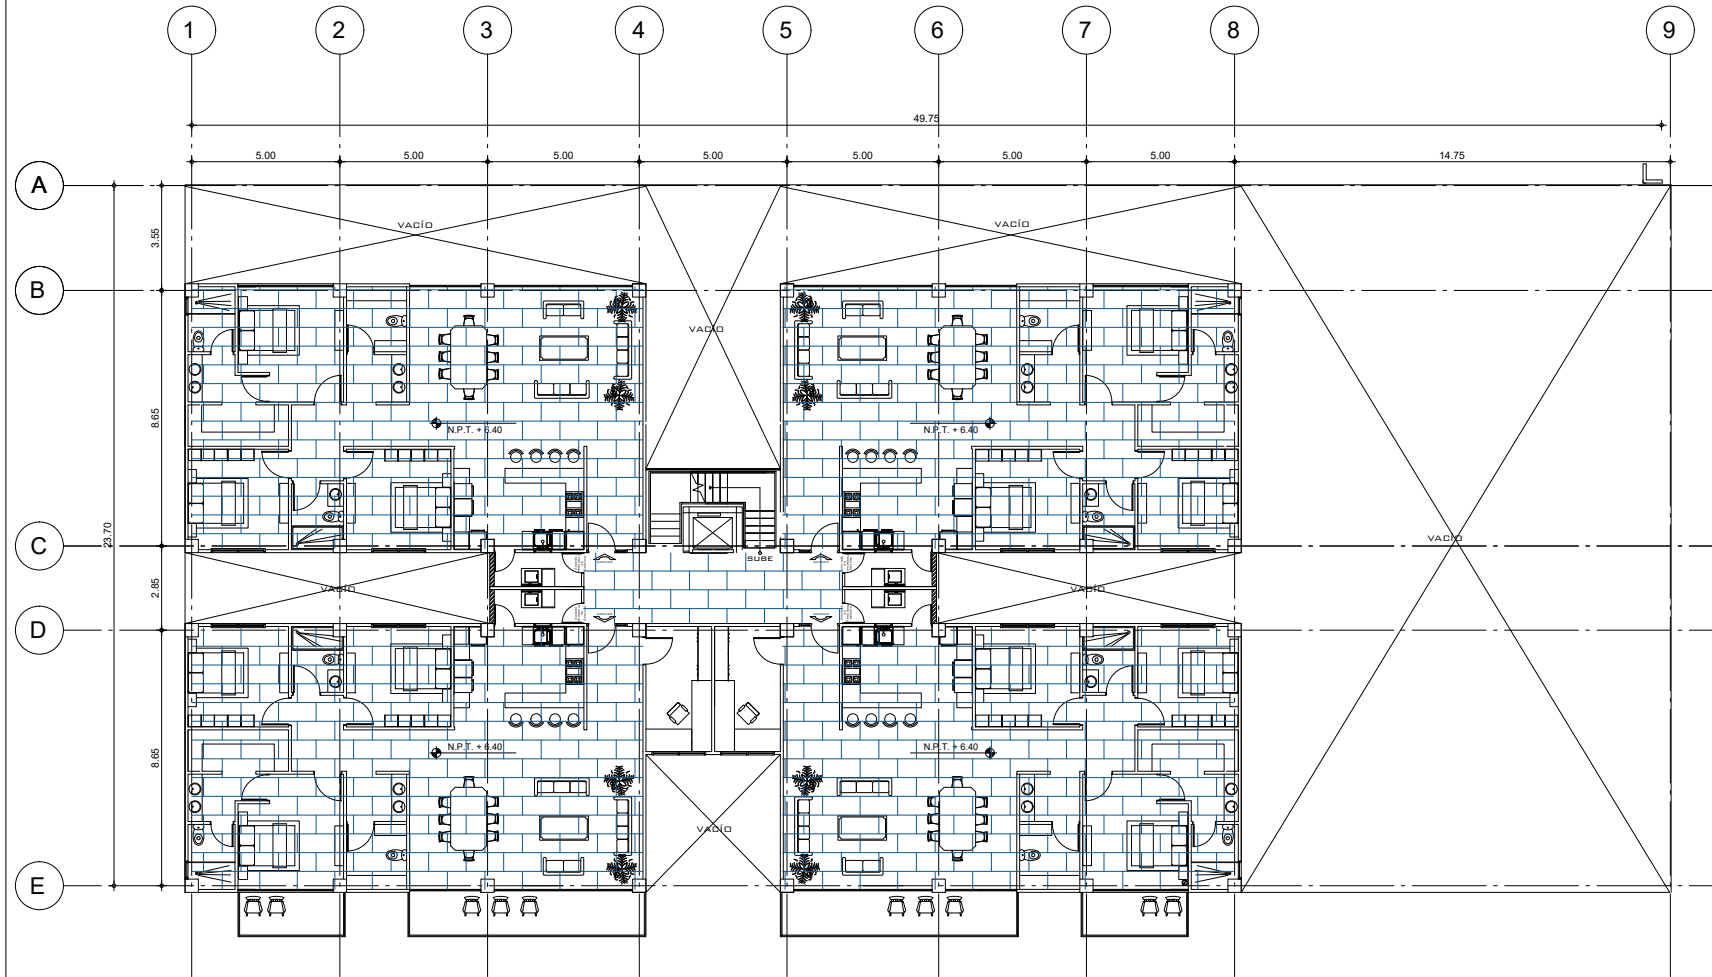 1 2 3 4 5 6 7 8 9
49.75
5.00 5.00 5.00 5.00 5.00 5.00 5.00 14.75
A
3.55
VACÍO VACÍO
B
VACÍO
8.65
N.P.T. + 6.40 N.P.T. + 6.40
C
23.70
VACÍO
SUBE
2.85
VACÍO VACÍO
D
8.65
N.P.T. + 6.40 N.P.T. + 6.40
VACÍO
E